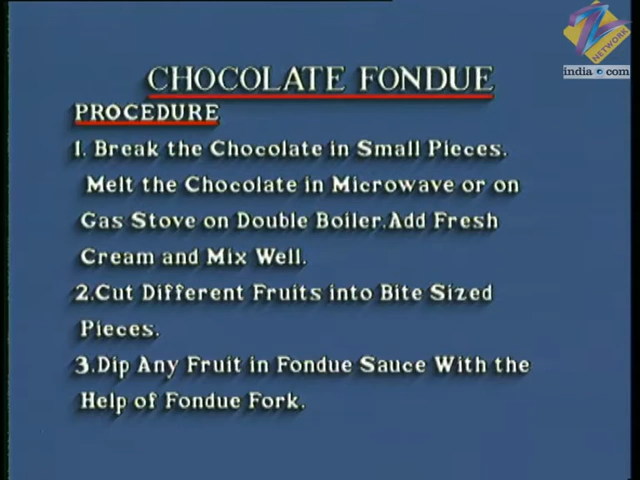 Z
NETWORK
india.com
CHOCOLATE FONDUE
PROCEDURE
1. Break the Chocolate in Small Pieces.
Melt the Chocolate in Microwave or on
Gas Stove on Double Boiler.Add Fresh
Cream and Mix Well.
2.Cut Different Fruits into Bite Sized
Pieces.
3.Dip Any Fruit in Fondue Sauce With the
Help of Fondue Fork.